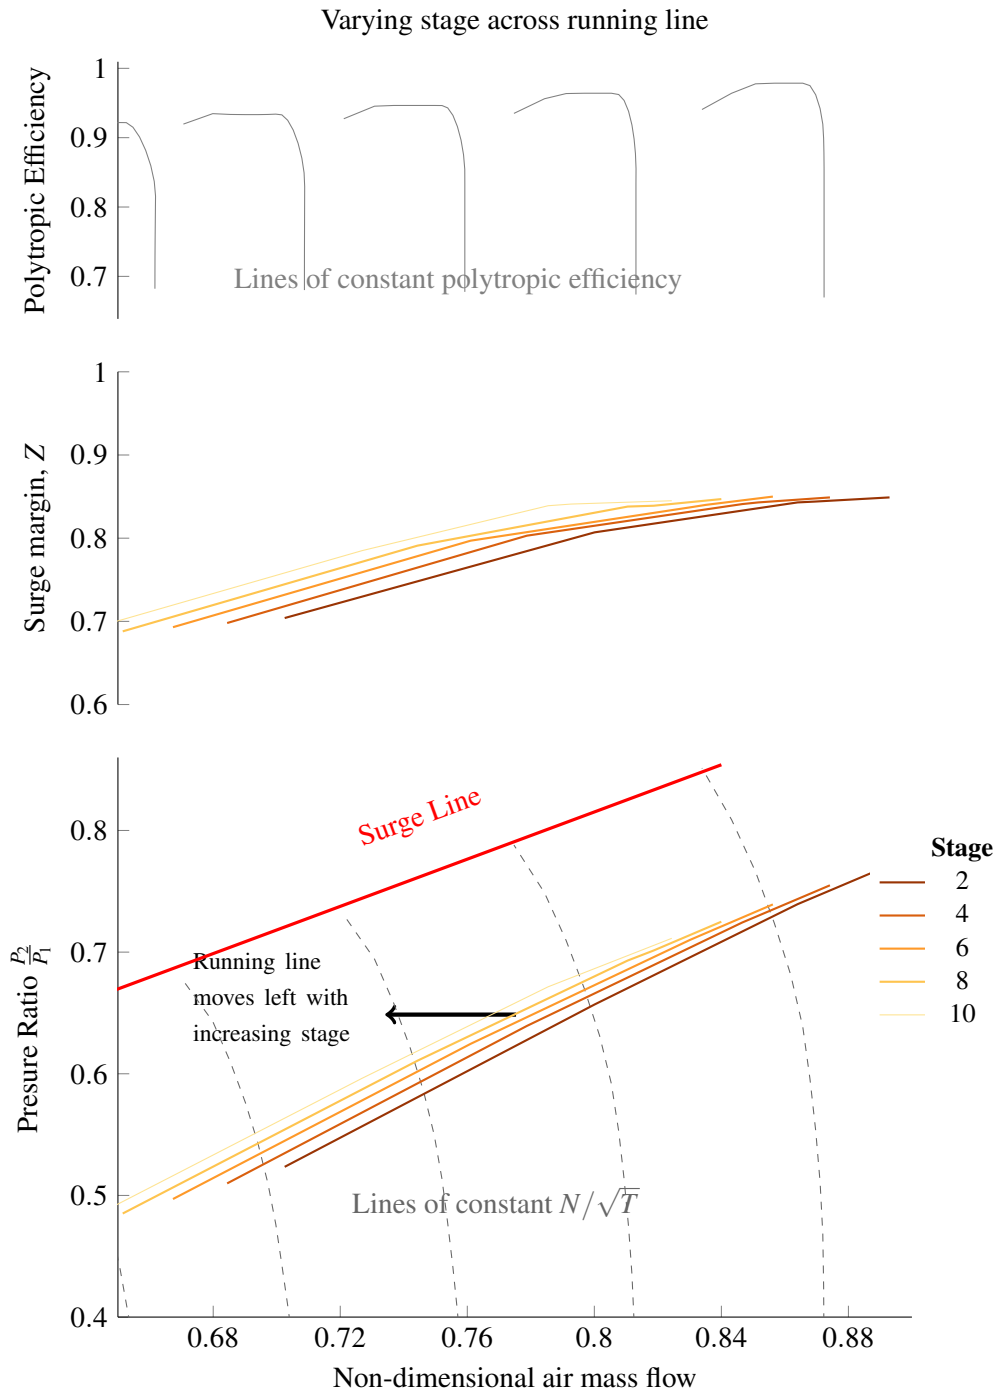 Varying stage across running line
Polytropic Efficiency
1
0.9
0.8
0.7
Lines of constant polytropic efficiency
Surge margin, Z
1
0.9
0.8
0.7
0.6
Presure Ratio P2/P1
0.8
0.7
0.6
0.5
0.4
Surge Line
Running line
moves left with
increasing stage
Lines of constant N/√T
Stage
2
4
6
8
10
0.68 0.72 0.76 0.8 0.84 0.88
Non-dimensional air mass flow